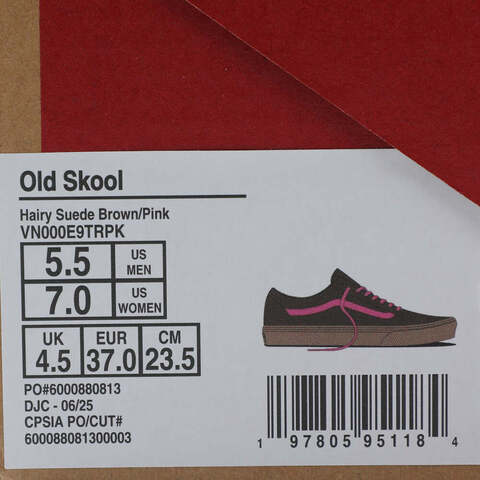 Old Skool
Hairy Suede Brown/Pink
VN000E9TRPK
5.5 US MEN
7.0 US WOMEN
UK EUR CM
4.5 37.0 23.5
PO#6000880813
DJC - 06/25
CPSIA PO/CUT#
600088081300003
1 97805 95118 4